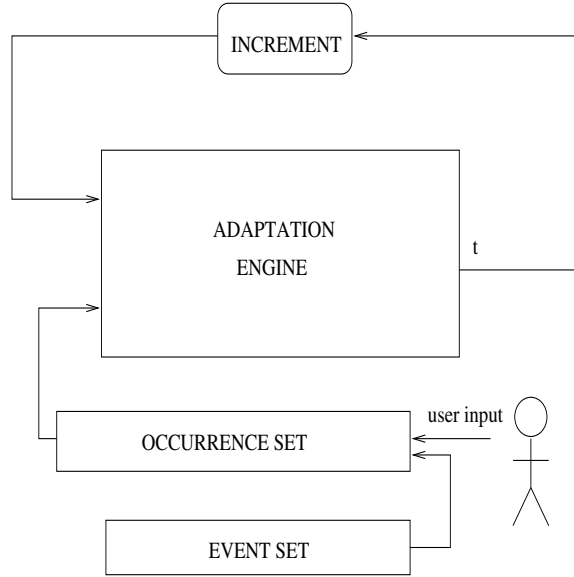 INCREMENT
ADAPTATION
ENGINE
t
user input
OCCURRENCE SET
EVENT SET